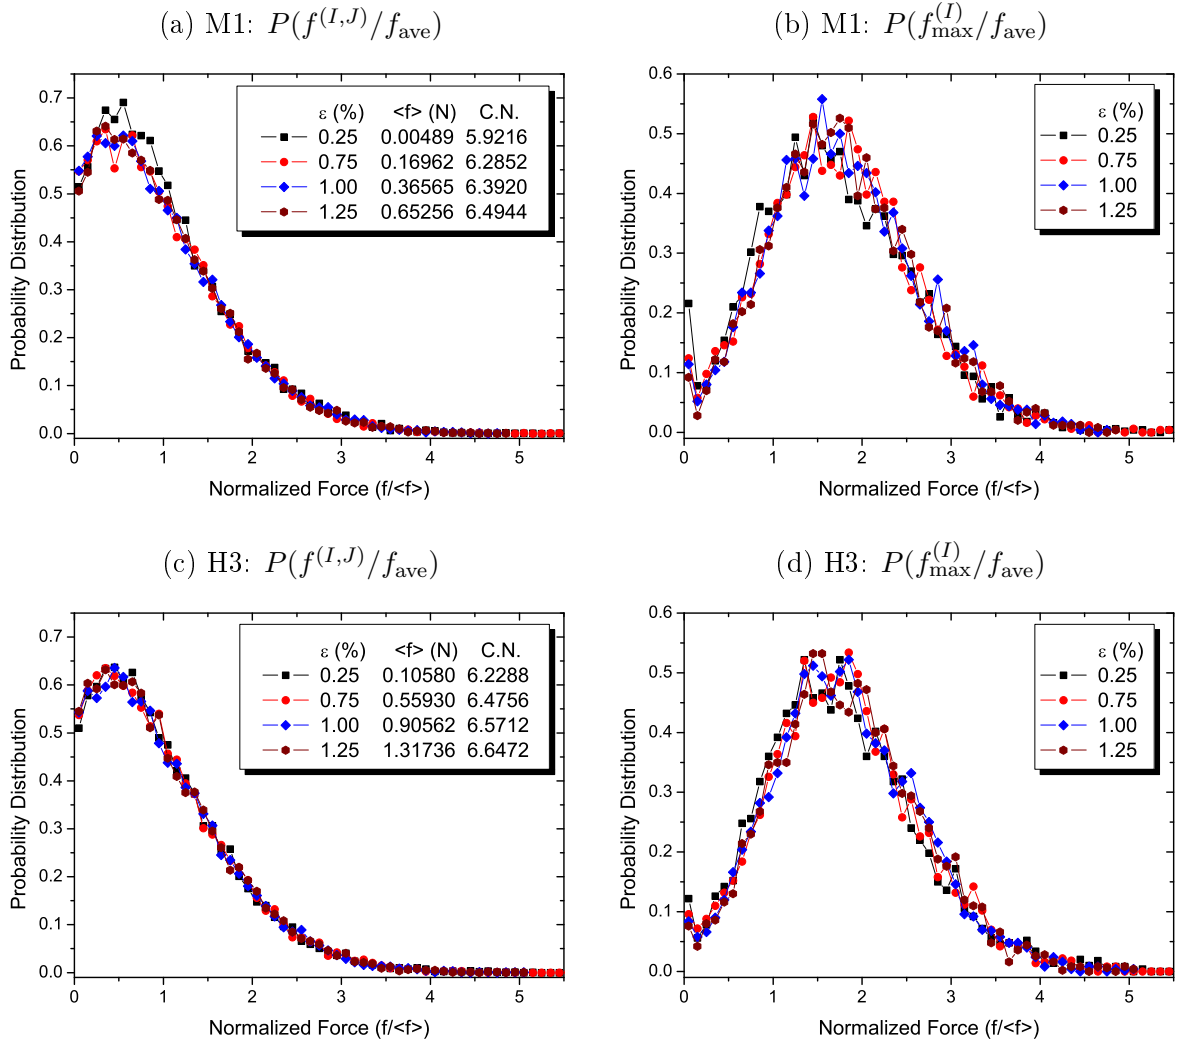 (a) M1: P(f^(I,J)/f_ave)
0.7
0.6
0.5
0.4
0.3
0.2
0.1
0.0
Probability Distribution
ε (%) <f> (N) C.N.
0.25 0.00489 5.9216
0.75 0.16962 6.2852
1.00 0.36565 6.3920
1.25 0.65256 6.4944
0 1 2 3 4 5
Normalized Force (f/<f>)
(b) M1: P(f_max^(I)/f_ave)
0.6
0.5
0.4
0.3
0.2
0.1
0.0
Probability Distribution
ε (%)
0.25
0.75
1.00
1.25
0 1 2 3 4 5
Normalized Force (f/<f>)
(c) H3: P(f^(I,J)/f_ave)
0.7
0.6
0.5
0.4
0.3
0.2
0.1
0.0
Probability Distribution
ε (%) <f> (N) C.N.
0.25 0.10580 6.2288
0.75 0.55930 6.4756
1.00 0.90562 6.5712
1.25 1.31736 6.6472
0 1 2 3 4 5
Normalized Force (f/<f>)
(d) H3: P(f_max^(I)/f_ave)
0.6
0.5
0.4
0.3
0.2
0.1
0.0
Probability Distribution
ε (%)
0.25
0.75
1.00
1.25
0 1 2 3 4 5
Normalized Force (f/<f>)